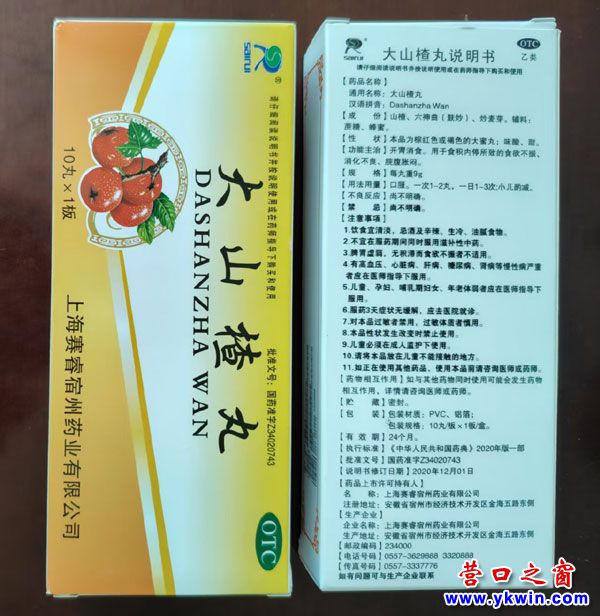 SAIRUI
®
请仔细阅读说明书并按说明使用或在药师指导下购买和使用
大山楂丸
DASHANZHA WAN
10丸×1板
批准文号：国药准字Z34020743
上海赛睿宿州药业有限公司
OTC
SAIRUI
大山楂丸说明书
OTC
乙类
请仔细阅读说明书并按说明使用或在药师指导下购买和使用
【药品名称】
通用名称：大山楂丸
汉语拼音：Dashanzha Wan
【成 份】山楂、六神曲（麸炒）、炒麦芽。辅料：
蔗糖、蜂蜜。
【性 状】本品为棕红色或褐色的大蜜丸；味酸、甜。
【功能主治】开胃消食。用于食积内停所致的食欲不振、
消化不良、脘腹胀闷。
【规 格】每丸重9g
【用法用量】口服。一次1~2丸，一日1~3次;小儿酌减。
【不良反应】尚不明确。
【禁 忌】尚不明确。
【注意事项】
1.饮食宜清淡，忌酒及辛辣、生冷、油腻食物。
2.不宜在服药期间同时服用滋补性中药。
3.脾胃虚弱，无积滞而食欲不振者不适用。
4.有高血压、心脏病、肝病、糖尿病、肾病等慢性病严重
者应在医师指导下服用。
5.儿童、孕妇、哺乳期妇女、年老体弱者应在医师指导下
服用。
6.服药3天症状无缓解，应去医院就诊。
7.对本品过敏者禁用，过敏体质者慎用。
8.本品性状发生改变时禁止使用。
9.儿童必须在成人监护下使用。
10.请将本品放在儿童不能接触的地方。
11.如正在使用其他药品，使用本品前请咨询医师或药师。
【药物相互作用】如与其他药物同时使用可能会发生药物
相互作用，详情请咨询医师或药师。
【贮 藏】密封。
【包 装】包装材质：PVC、铝箔；
包装规格：10丸/板×1板/盒。
【有 效 期】24个月。
【执行标准】《中华人民共和国药典》2020年版一部
【批准文号】国药准字Z34020743
【说明书修订日期】2020年12月01日
【药品上市许可持有人】
名 称：上海赛睿宿州药业有限公司
注册地址：安徽省宿州市经济技术开发区金海五路东侧
【生产企业】
企业名称：上海赛睿宿州药业有限公司
生产地址：安徽省宿州市经济技术开发区金海五路东侧
【邮政编码】234000
【电话号码】0557-3629888 3320888
【传真号码】0557-3337776
如有问题可与生产企业联系
营口之窗
www.ykwin.com